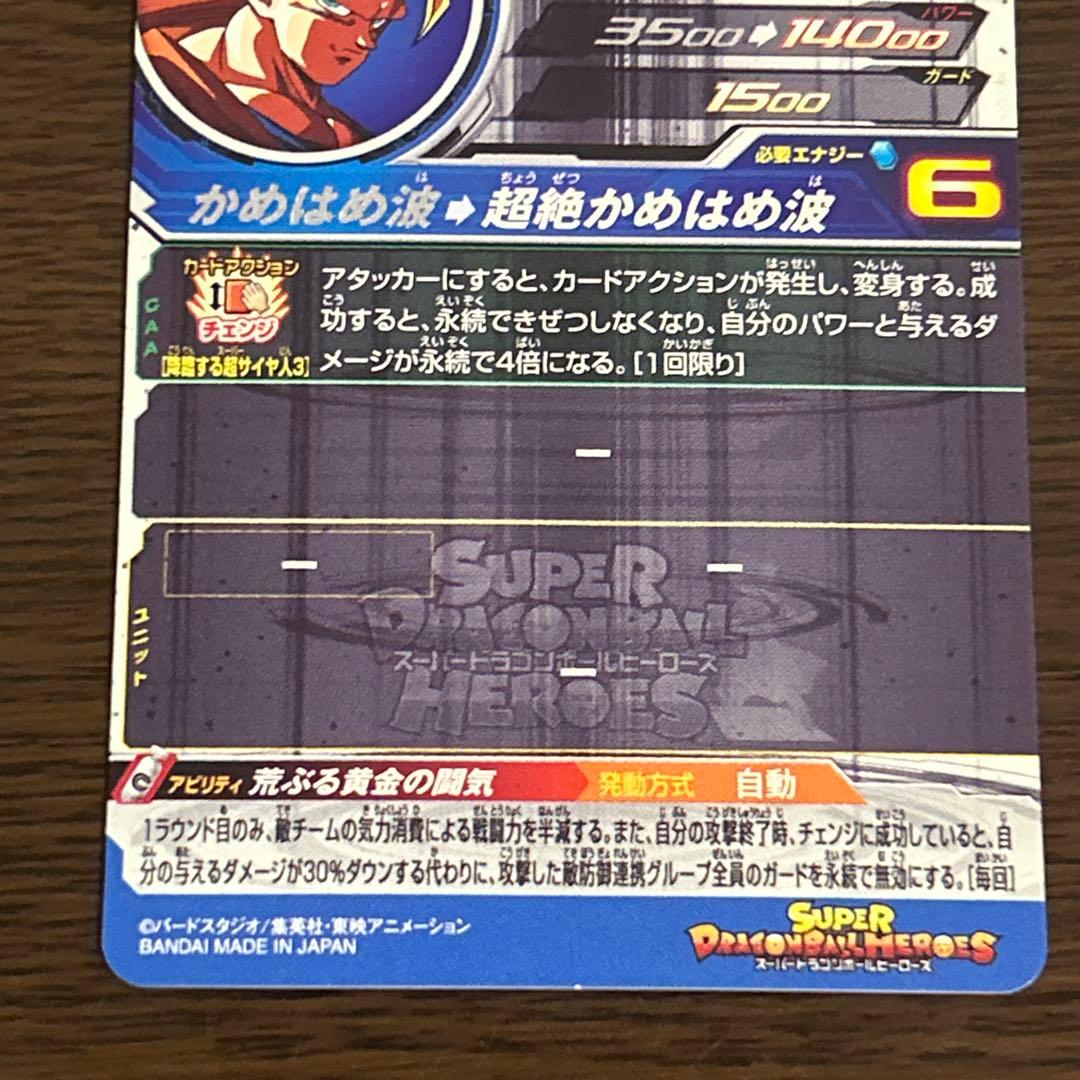 パワー
3500➡14000
ガード
1500
必要エナジー 6
かめはめ波➡超絶かめはめ波
CAA
カードアクション
チェンジ
[降臨する超サイヤ人3]
アタッカーにすると、カードアクションが発生し、変身する。成
功すると、永続できぜつしなくなり、自分のパワーと与えるダ
メージが永続で4倍になる。[1回限り]
ー
ユニット
ー ー
ー
SUPER
DRAGONBALL
スーパードラゴンボールヒーローズ
HEROES
アビリティ 荒ぶる黄金の闘気 発動方式 自動
1ラウンド目のみ、敵チームの気力消費による戦闘力を半減する。また、自分の攻撃終了時、チェンジに成功していると、自
分の与えるダメージが30%ダウンする代わりに、攻撃した敵防御連携グループ全員のガードを永続で無効にする。[毎回]
©バードスタジオ/集英社・東映アニメーション
BANDAI MADE IN JAPAN
SUPER
DRAGONBALL HEROES
スーパードラゴンボールヒーローズ